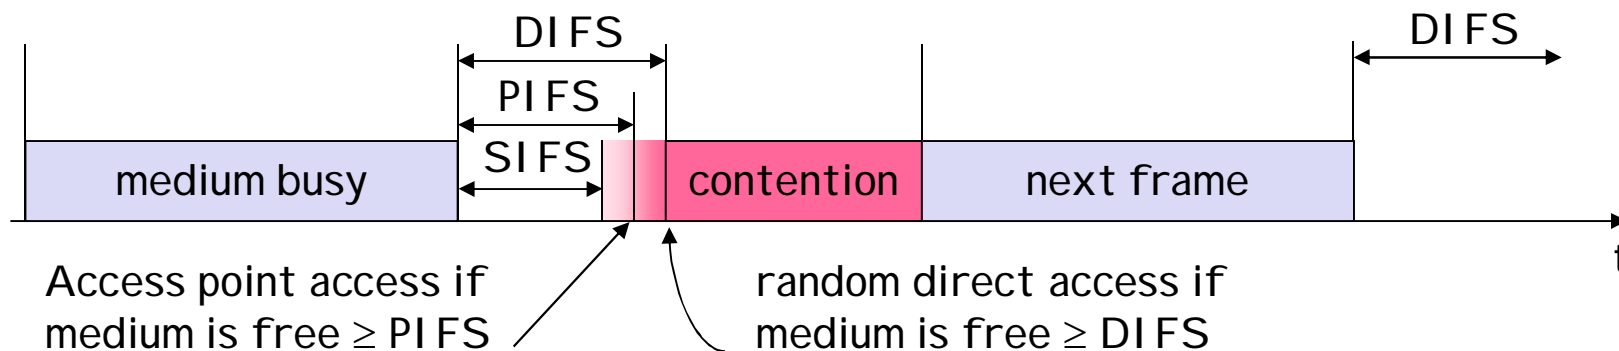 DIFS
DIFS
PIFS
SIFS
medium busy
contention
next frame
t
Access point access if
medium is free ≥ PIFS
random direct access if
medium is free ≥ DIFS